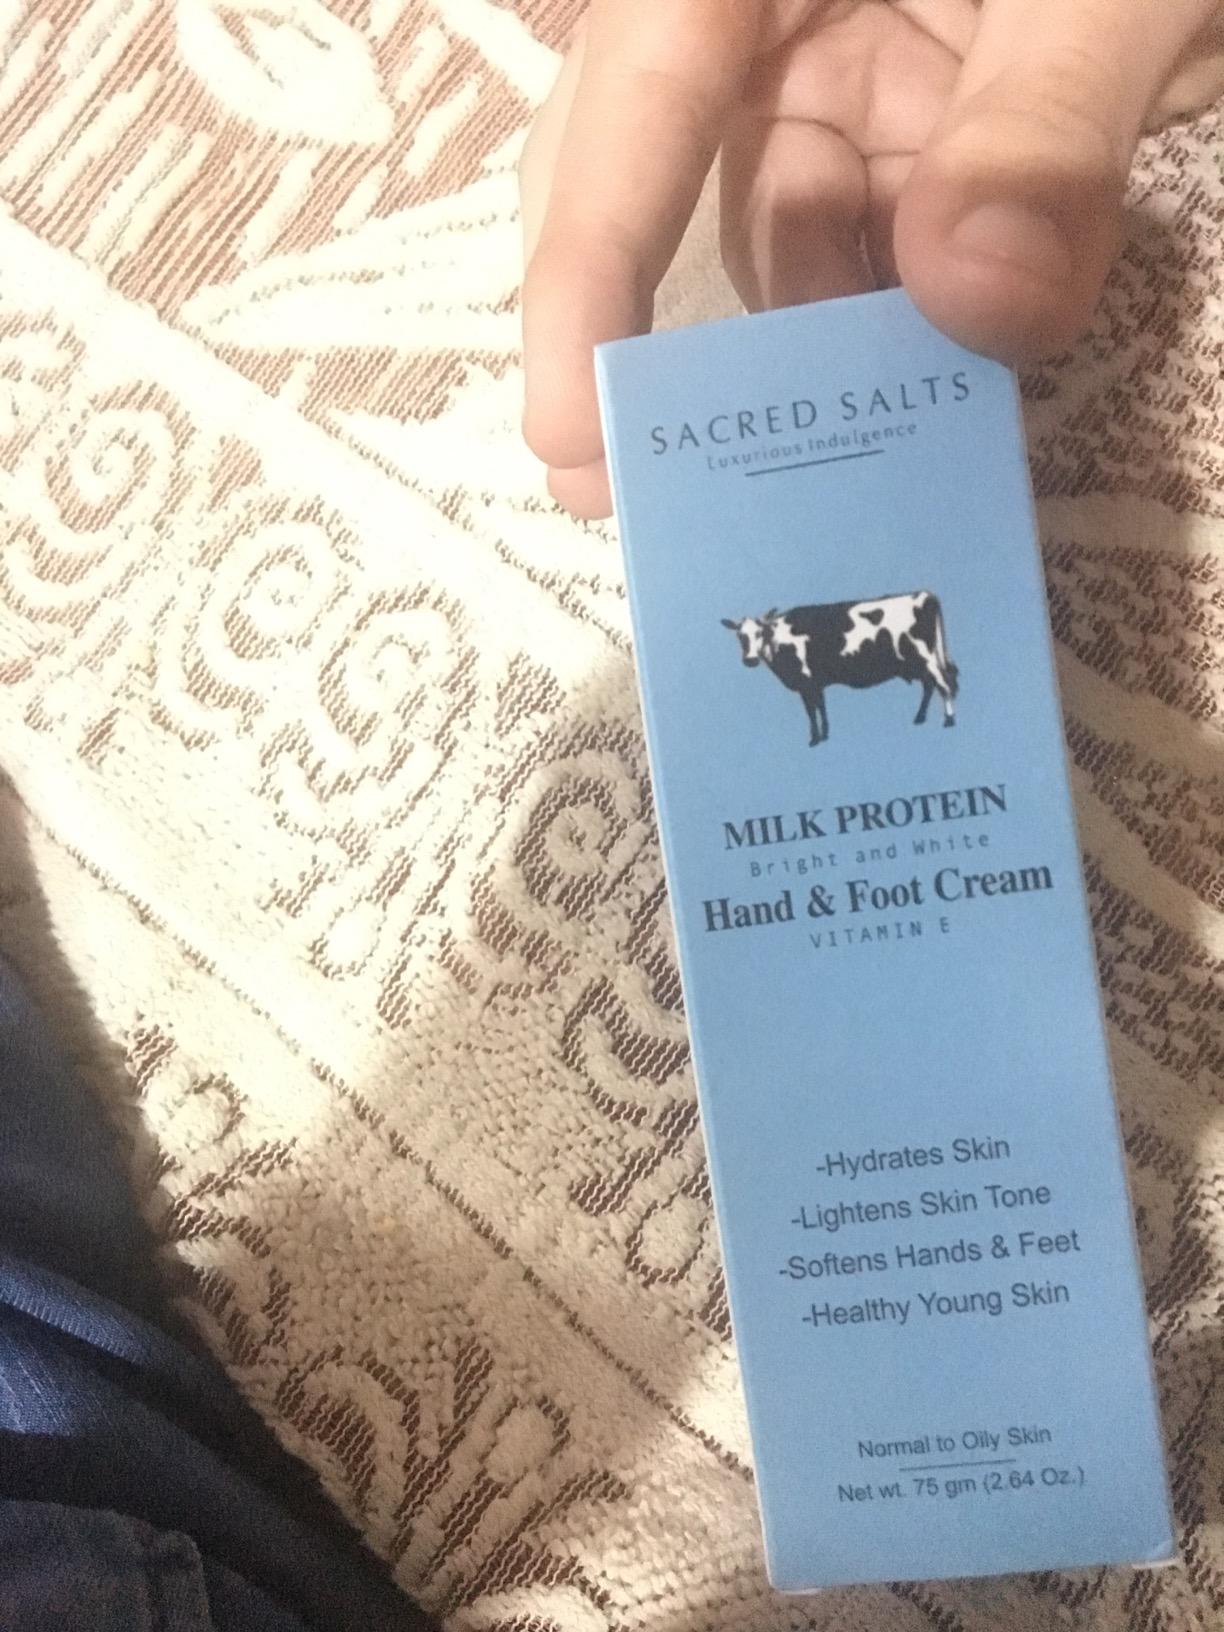 SACRED SALTS
Luxurious Indulgence
MILK PROTEIN
Bright and White
Hand & Foot Cream
VITAMIN E
-Hydrates Skin
-Lightens Skin Tone
-Softens Hands & Feet
-Healthy Young Skin
Normal to Oily Skin
Net wt. 75 gm (2.64 Oz.)